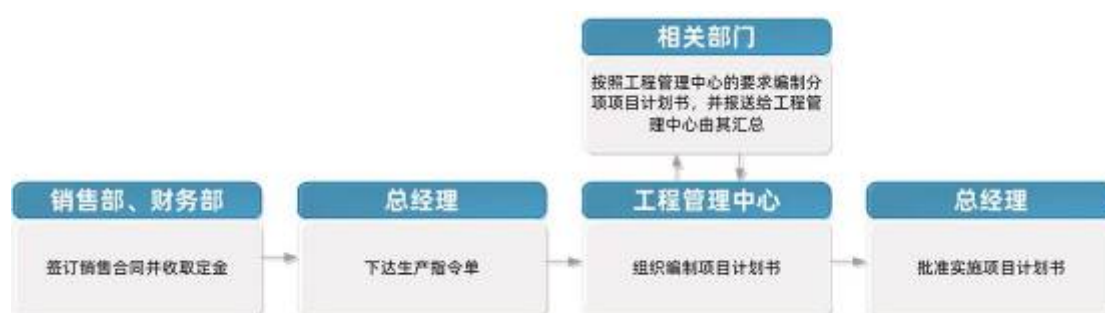 相关部门
按照工程管理中心的要求编制分
项项目计划书，并报送给工程管
理中心由其汇总
销售部、财务部
签订销售合同并收取定金
总经理
下达生产指令单
工程管理中心
组织编制项目计划书
总经理
批准实施项目计划书